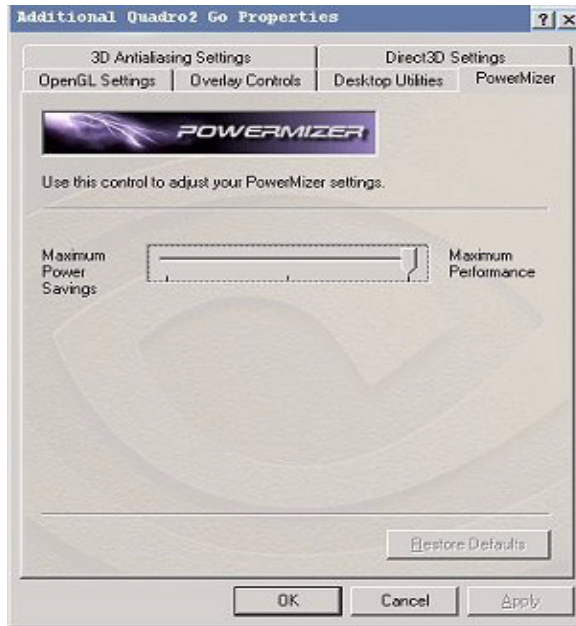 Additional Quadro2 Go Properties
3D Antialiasing Settings
Direct3D Settings
OpenGL Settings
Overlay Controls
Desktop Utilities
PowerMizer
POWERMIZER
Use this control to adjust your PowerMizer settings.
Maximum
Power
Savings
Maximum
Performance
Restore Defaults
OK
Cancel
Apply